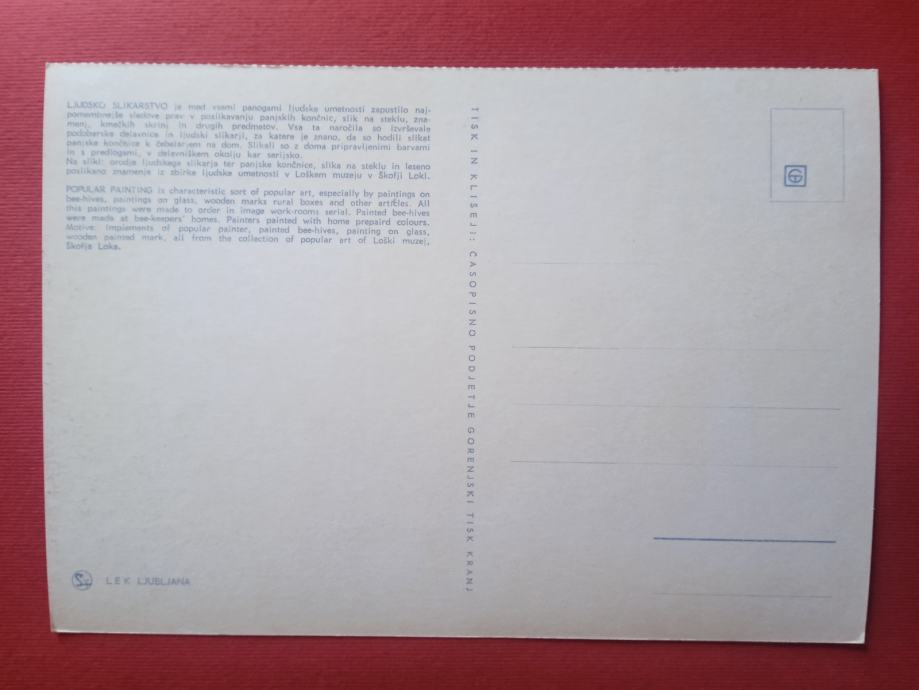 LJUDSKO SLIKARSTVO je med vsemi panogami ljudske umetnosti zapustilo naj-
pomembnejše sledove prav v poslikavanju panjskih končnic, slik na steklu, zna-
menj, kmečkih skrinj in drugih predmetov. Vsa ta naročila so izvrševale
podobarske delavnice in ljudski slikarji, za katere je znano, da so hodili slikat
panjske končnice k čebelarjem na dom. Slikali so z doma pripravljenimi barvami
in s predlogami, v delavniškem okolju kar serijsko.
Na sliki: orodje ljudskega slikarja ter panjske končnice, slika na steklu in leseno
poslikano znamenje iz zbirke ljudske umetnosti v Loškem muzeju v Škofji Loki.
POPULAR PAINTING is characteristic sort of popular art, especially by paintings on
bee-hives, paintings on glass, wooden marks rural boxes and other artcles. All
this paintings were made to order in image work-rooms serial. Painted bee-hives
were made at bee-keepers' homes. Painters painted with home prepaird colours.
Motive: Implements of popular painter, painted bee-hives, painting on glass,
wooden painted mark, all from the collection of popular art of Loški muzej,
Škofja Loka.
LEK LJUBLJANA
TISK IN KLIŠEJI: ČASOPISNO PODJETJE GORENJSKI TISK KRANJ